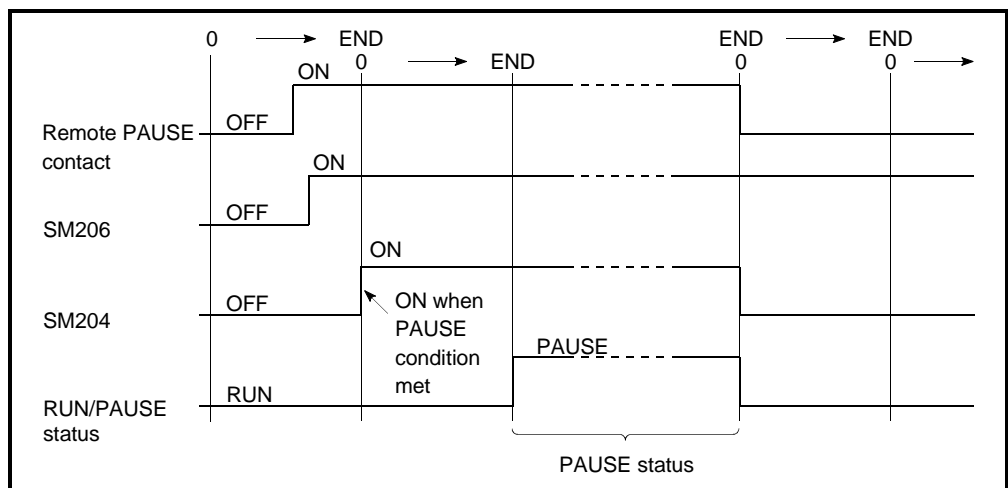 0 END END END
0 END 0 0
ON
Remote PAUSE contact
OFF
ON
SM206
OFF
ON
SM204
OFF
ON when
PAUSE
condition
met
PAUSE
RUN/PAUSE
status
RUN
PAUSE status